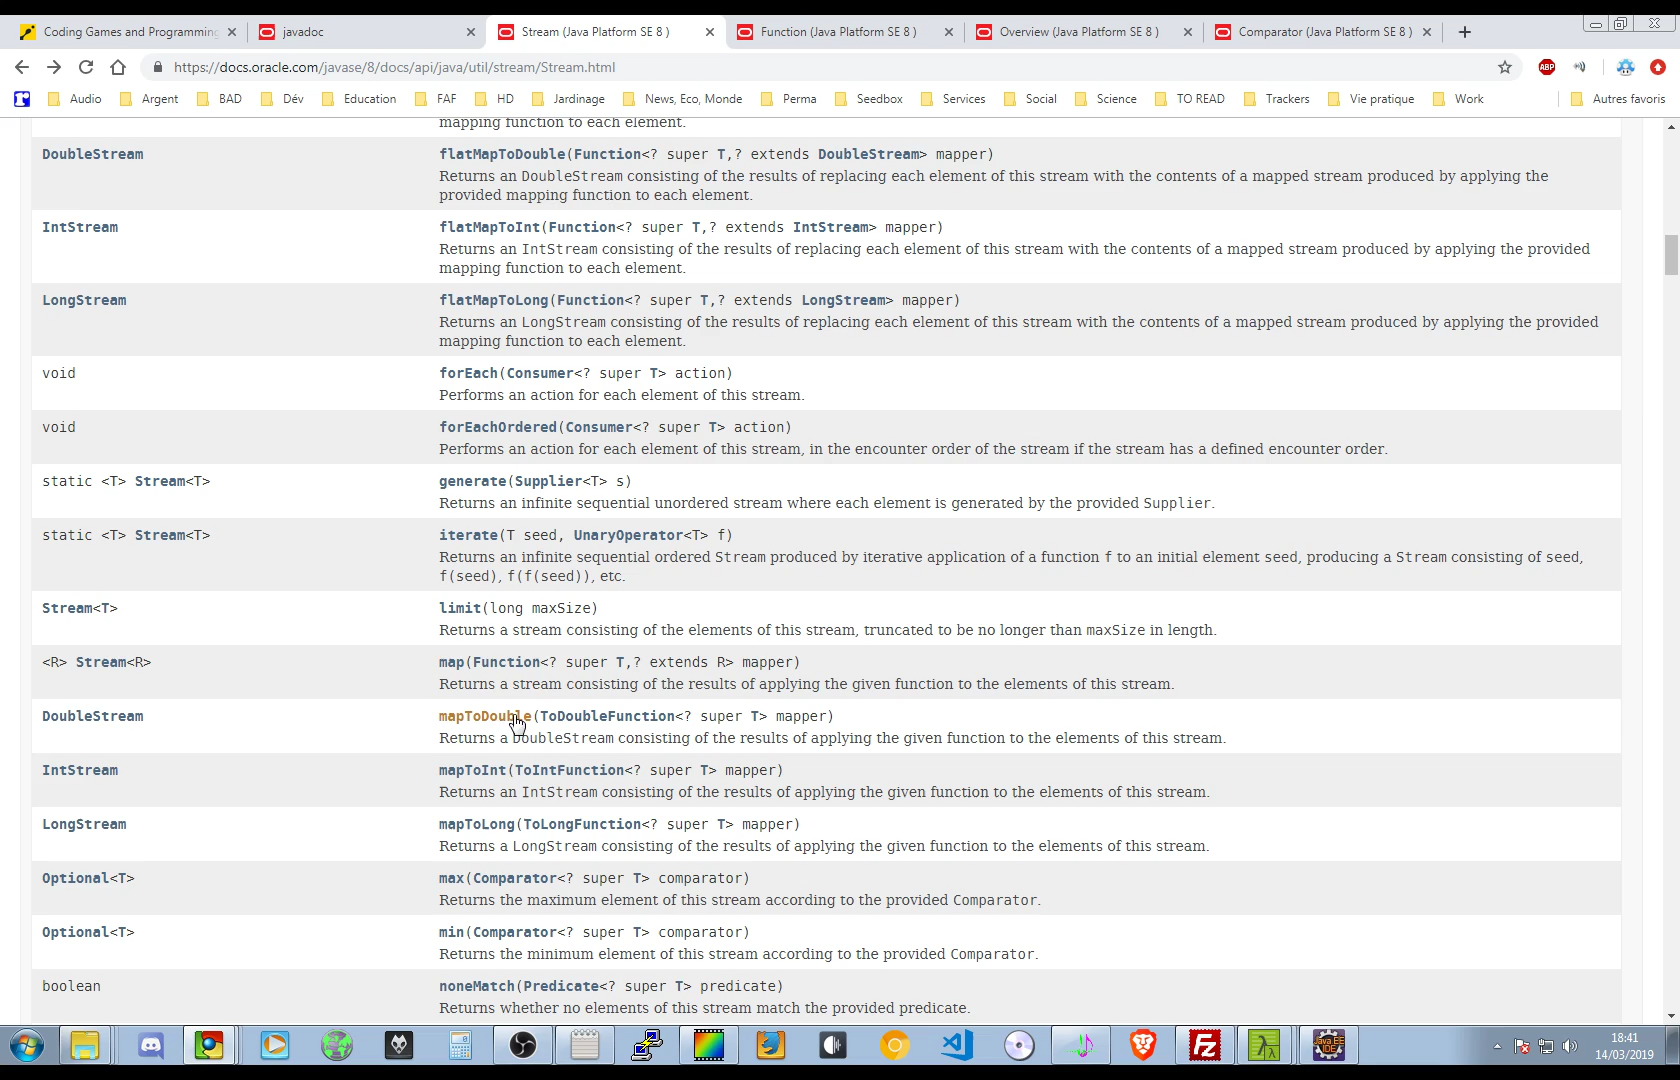 Coding Games and Programming
javadoc
Stream (Java Platform SE 8 )
Function (Java Platform SE 8 )
Overview (Java Platform SE 8 )
Comparator (Java Platform SE 8 )
https://docs.oracle.com/javase/8/docs/api/java/util/stream/Stream.html
ABP
Audio
Argent
BAD
Dév
Education
FAF
HD
Jardinage
News, Eco, Monde
Perma
Seedbox
Services
Social
Science
TO READ
Trackers
Vie pratique
Work
Autres favoris
mapping function to each element.
DoubleStream
flatMapToDouble(Function<? super T,? extends DoubleStream> mapper)
Returns an DoubleStream consisting of the results of replacing each element of this stream with the contents of a mapped stream produced by applying the
provided mapping function to each element.
IntStream
flatMapToInt(Function<? super T,? extends IntStream> mapper)
Returns an IntStream consisting of the results of replacing each element of this stream with the contents of a mapped stream produced by applying the provided
mapping function to each element.
LongStream
flatMapToLong(Function<? super T,? extends LongStream> mapper)
Returns an LongStream consisting of the results of replacing each element of this stream with the contents of a mapped stream produced by applying the provided
mapping function to each element.
void
forEach(Consumer<? super T> action)
Performs an action for each element of this stream.
void
forEachOrdered(Consumer<? super T> action)
Performs an action for each element of this stream, in the encounter order of the stream if the stream has a defined encounter order.
static <T> Stream<T>
generate(Supplier<T> s)
Returns an infinite sequential unordered stream where each element is generated by the provided Supplier.
static <T> Stream<T>
iterate(T seed, UnaryOperator<T> f)
Returns an infinite sequential ordered Stream produced by iterative application of a function f to an initial element seed, producing a Stream consisting of seed,
f(seed), f(f(seed)), etc.
Stream<T>
limit(long maxSize)
Returns a stream consisting of the elements of this stream, truncated to be no longer than maxSize in length.
<R> Stream<R>
map(Function<? super T,? extends R> mapper)
Returns a stream consisting of the results of applying the given function to the elements of this stream.
DoubleStream
mapToDouble(ToDoubleFunction<? super T> mapper)
Returns a DoubleStream consisting of the results of applying the given function to the elements of this stream.
IntStream
mapToInt(ToIntFunction<? super T> mapper)
Returns an IntStream consisting of the results of applying the given function to the elements of this stream.
LongStream
mapToLong(ToLongFunction<? super T> mapper)
Returns a LongStream consisting of the results of applying the given function to the elements of this stream.
Optional<T>
max(Comparator<? super T> comparator)
Returns the maximum element of this stream according to the provided Comparator.
Optional<T>
min(Comparator<? super T> comparator)
Returns the minimum element of this stream according to the provided Comparator.
boolean
noneMatch(Predicate<? super T> predicate)
Returns whether no elements of this stream match the provided predicate.
Fz
Java EE
IDE
18:41
14/03/2019